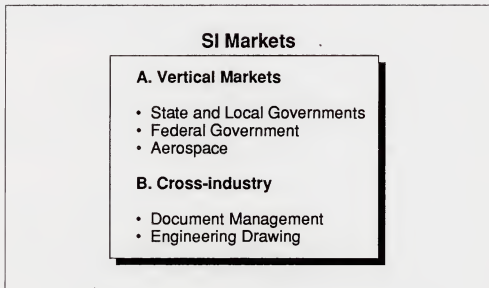 SI Markets
A. Vertical Markets
• State and Local Governments
• Federal Government
• Aerospace
B. Cross-industry
• Document Management
• Engineering Drawing